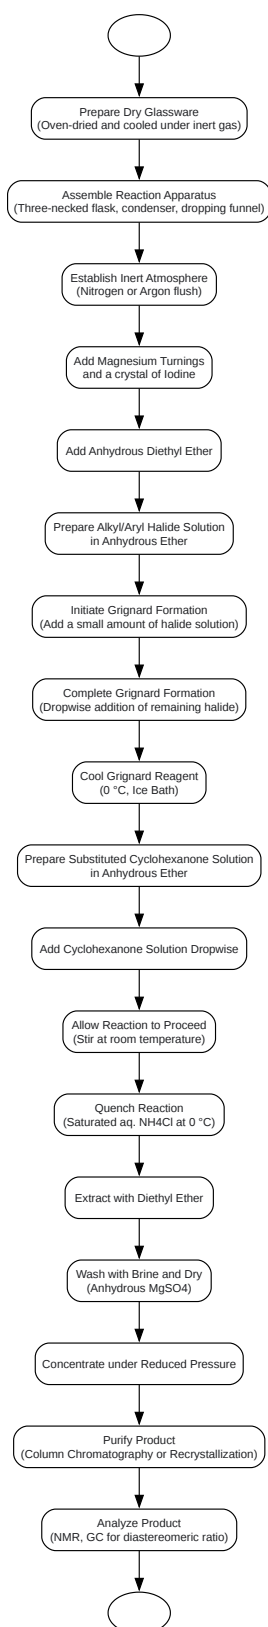 Prepare Dry Glassware
(Oven-dried and cooled under inert gas)
Assemble Reaction Apparatus
(Three-necked flask, condenser, dropping funnel)
Establish Inert Atmosphere
(Nitrogen or Argon flush)
Add Magnesium Turnings
and a crystal of Iodine
Add Anhydrous Diethyl Ether
Prepare Alkyl/Aryl Halide Solution
in Anhydrous Ether
Initiate Grignard Formation
(Add a small amount of halide solution)
Complete Grignard Formation
(Dropwise addition of remaining halide)
Cool Grignard Reagent
(0 °C, Ice Bath)
Prepare Substituted Cyclohexanone Solution
in Anhydrous Ether
Add Cyclohexanone Solution Dropwise
Allow Reaction to Proceed
(Stir at room temperature)
Quench Reaction
(Saturated aq. NH4Cl at 0 °C)
Extract with Diethyl Ether
Wash with Brine and Dry
(Anhydrous MgSO4)
Concentrate under Reduced Pressure
Purify Product
(Column Chromatography or Recrystallization)
Analyze Product
(NMR, GC for diastereomeric ratio)